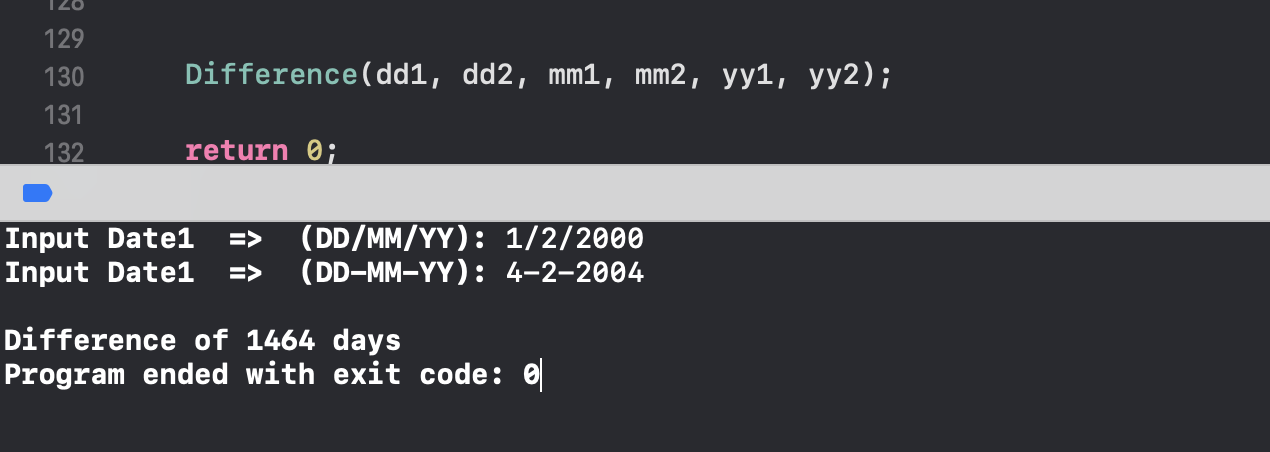 128
129
130 Difference(dd1, dd2, mm1, mm2, yy1, yy2);
131
132 return 0;
Input Date1  =>  (DD/MM/YY): 1/2/2000
Input Date1  =>  (DD-MM-YY): 4-2-2004
Difference of 1464 days
Program ended with exit code: 0